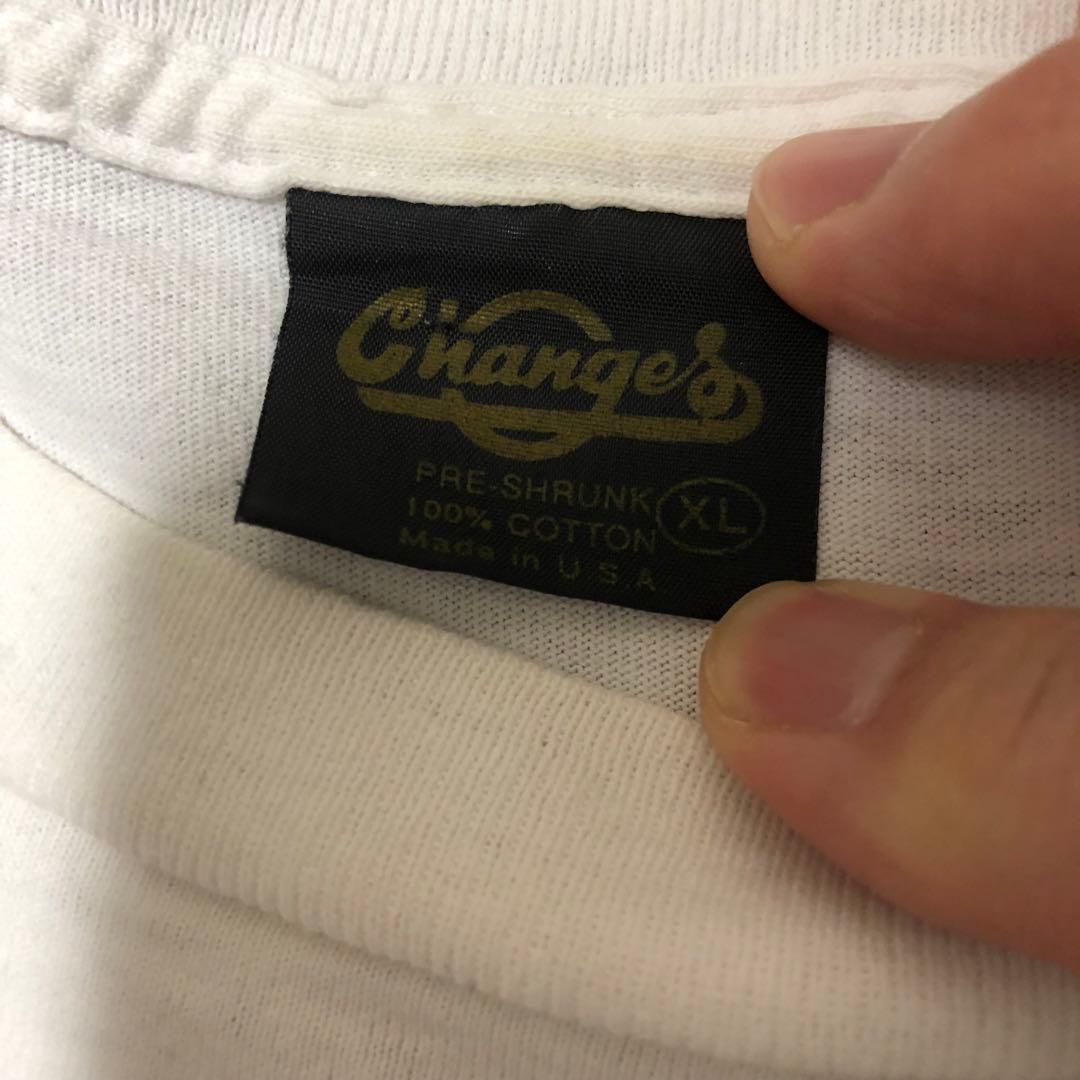 Changes
PRE-SHRUNK
100% COTTON
XL
Made in U.S.A